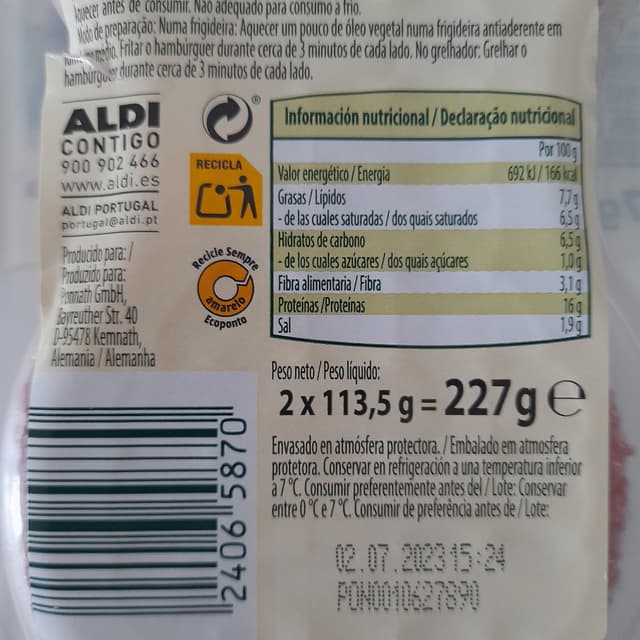 Aquecer antes de consumir. Não adequado para consumo a frio.
Modo de preparação: Numa frigideira: Aquecer um pouco de óleo vegetal numa frigideira antiaderente em
médio. Fritar o hambúrguer durante cerca de 3 minutos de cada lado. No grelhador: Grelhar o
hambúrguer durante cerca de 3 minutos de cada lado.
ALDI
CONTIGO
900 902 466
www.aldi.es
ALDI PORTUGAL
portugal@aldi.pt
Producido para: /
Produzido para:
Ponnath GmbH,
Bayreuther Str. 40
D-95478 Kemnath,
Alemania / Alemanha
®
RECICLA
Recicle Sempre
amarelo
Ecoponto
Información nutricional / Declaração nutricional
Por 100 g
Valor energético / Energia 692 kJ / 166 kcal
Grasas / Lípidos 7,7 g
- de las cuales saturadas / dos quais saturados 6,5 g
Hidratos de carbono 6,5 g
- de los cuales azúcares / dos quais açúcares 1,0 g
Fibra alimentaria / Fibra 3,1 g
Proteínas /Proteínas 16 g
Sal 1,9 g
Peso neto / Peso líquido:
2 x 113,5 g = 227 g ℮
Envasado en atmósfera protectora. / Embalado em atmosfera
protetora. Conservar en refrigeración a una temperatura inferior
a 7 °C. Consumir preferentemente antes del / Lote: Conservar
entre 0 °C e 7 °C. Consumir de preferência antes de / Lote:
02.07.2023 15:24
PON0010627890
2406 5870